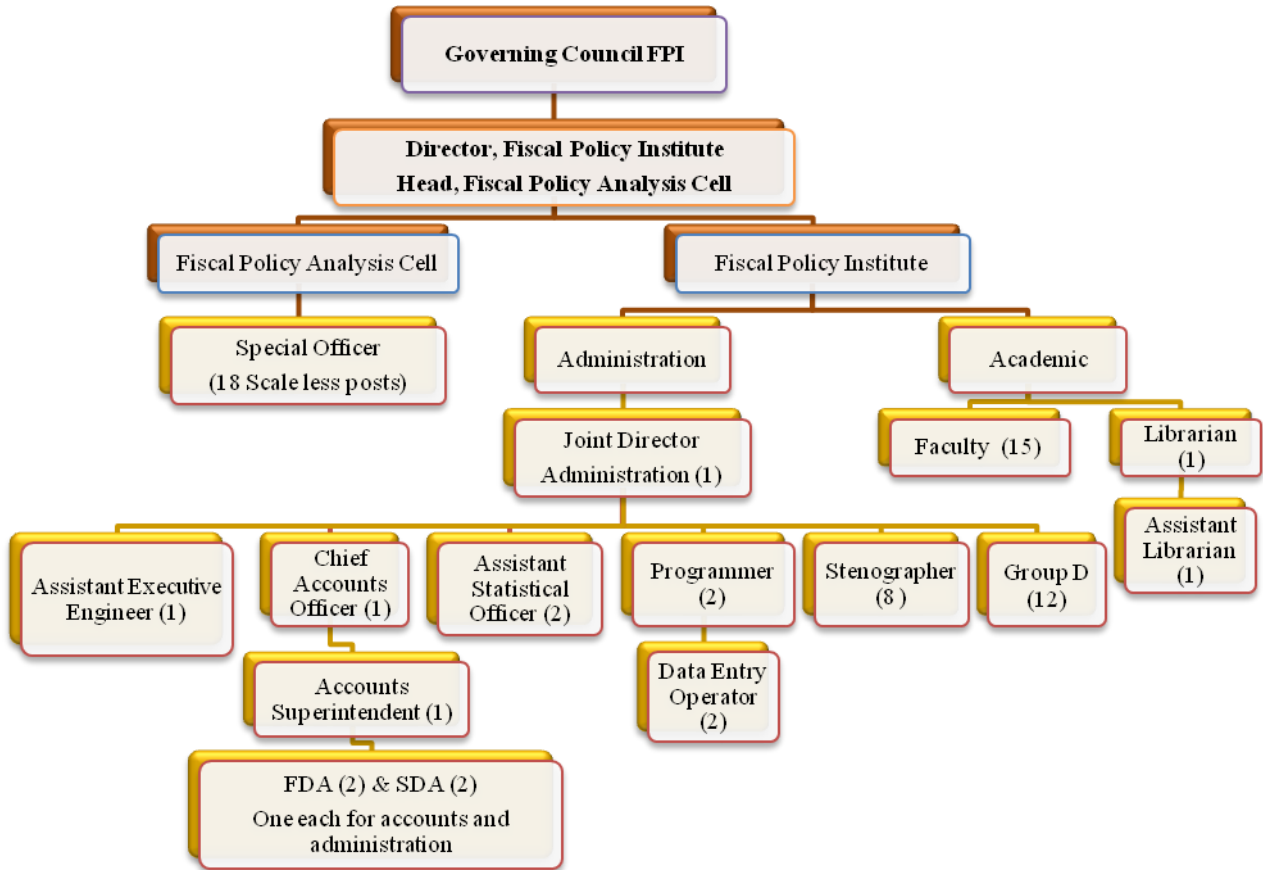 Governing Council FPI
Director, Fiscal Policy Institute
Head, Fiscal Policy Analysis Cell
Fiscal Policy Analysis Cell
Fiscal Policy Institute
Special Officer
(18 Scale less posts)
Administration
Academic
Joint Director
Administration (1)
Faculty (15)
Librarian
(1)
Assistant
Librarian
(1)
Assistant Executive
Engineer (1)
Chief
Accounts
Officer (1)
Assistant
Statistical
Officer (2)
Programmer
(2)
Stenographer
(8 )
Group D
(12)
Accounts
Superintendent (1)
Data Entry
Operator
(2)
FDA (2) & SDA (2)
One each for accounts and
administration